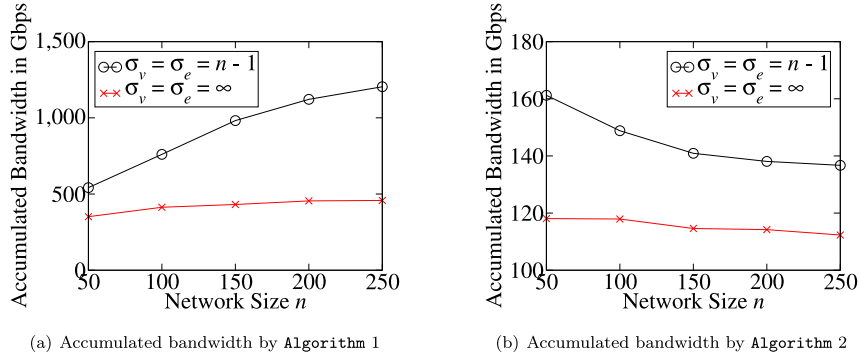 Accumulated Bandwidth in Gbps
1,500
1,000
500
0
σv = σe = n - 1
σv = σe = ∞
50 100 150 200 250
Network Size n
(a) Accumulated bandwidth by Algorithm 1
Accumulated Bandwidth in Gbps
180
160
140
120
100
σv = σe = n - 1
σv = σe = ∞
50 100 150 200 250
Network Size n
(b) Accumulated bandwidth by Algorithm 2